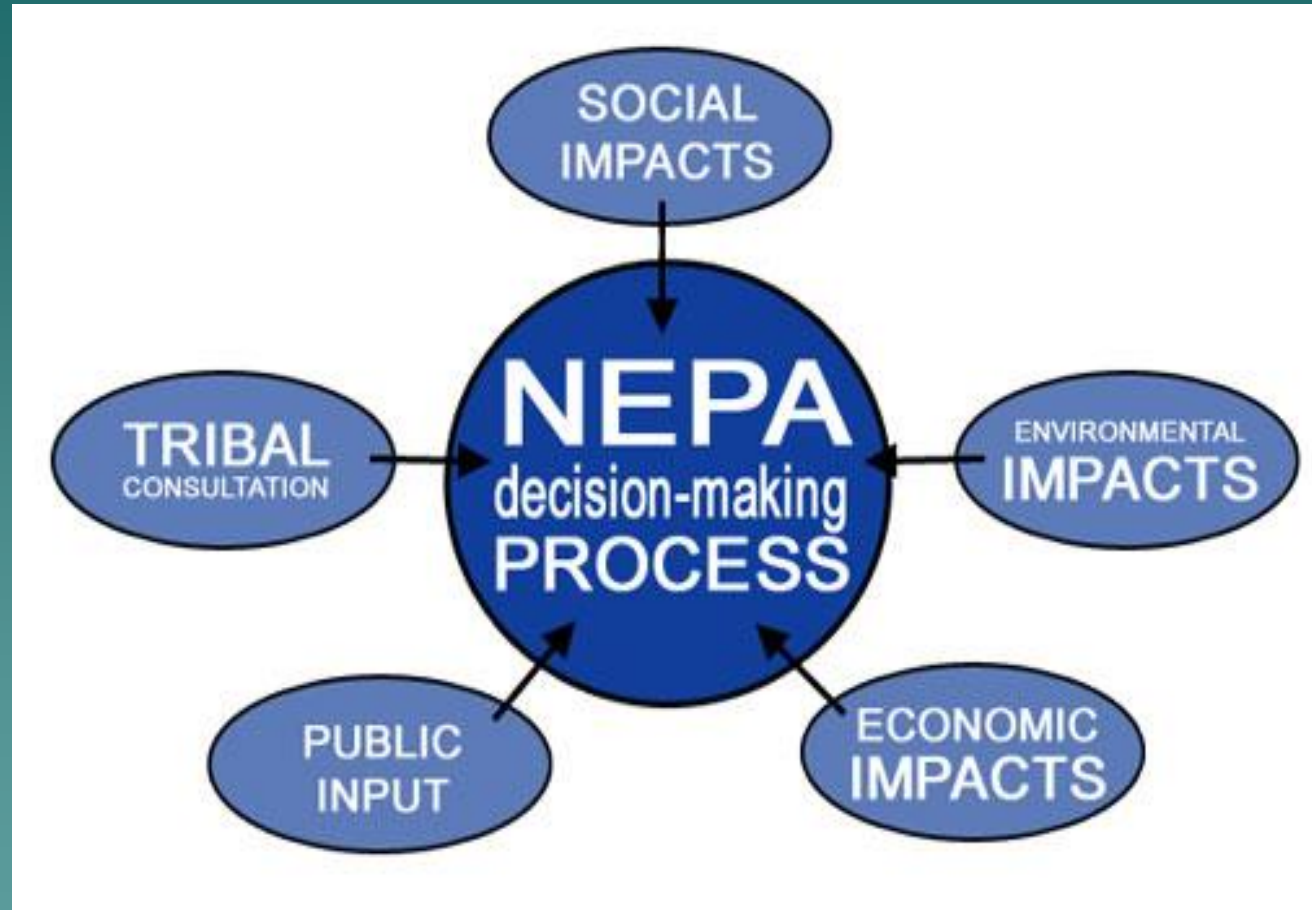 SOCIAL
IMPACTS
NEPA
decision-making
PROCESS
TRIBAL
CONSULTATION
ENVIRONMENTAL
IMPACTS
PUBLIC
INPUT
ECONOMIC
IMPACTS